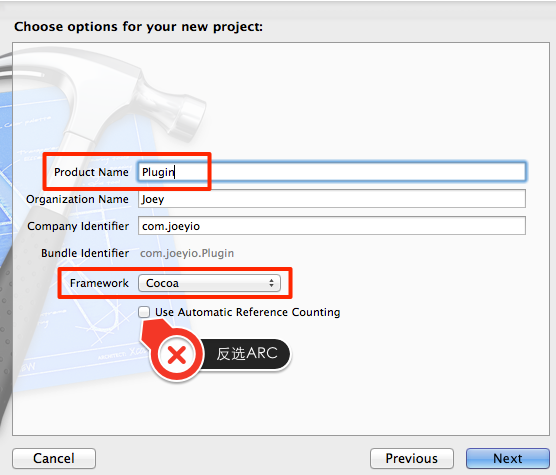 Choose options for your new project:
Product Name Plugin
Organization Name Joey
Company Identifier com.joeyio
Bundle Identifier com.joeyio.Plugin
Framework Cocoa
Use Automatic Reference Counting
反选ARC
Cancel Previous Next